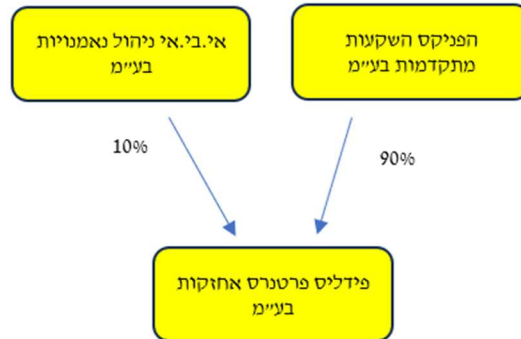 הפניקס השקעות
מתקדמות בע"מ
אי.בי.אי ניהול נאמנויות
בע"מ
90%
10%
פידליס פרטנרס אחזקות
בע"מ